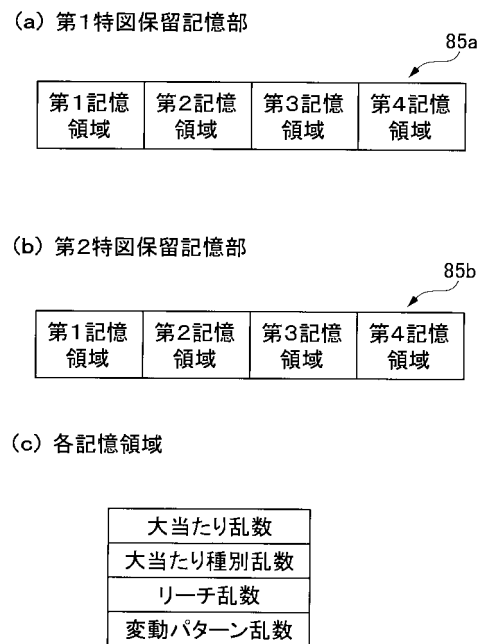 (a) 第1特図保留記憶部
85a
第1記憶領域 第2記憶領域 第3記憶領域 第4記憶領域
(b) 第2特図保留記憶部
85b
第1記憶領域 第2記憶領域 第3記憶領域 第4記憶領域
(c) 各記憶領域
大当たり乱数
大当たり種別乱数
リーチ乱数
変動パターン乱数